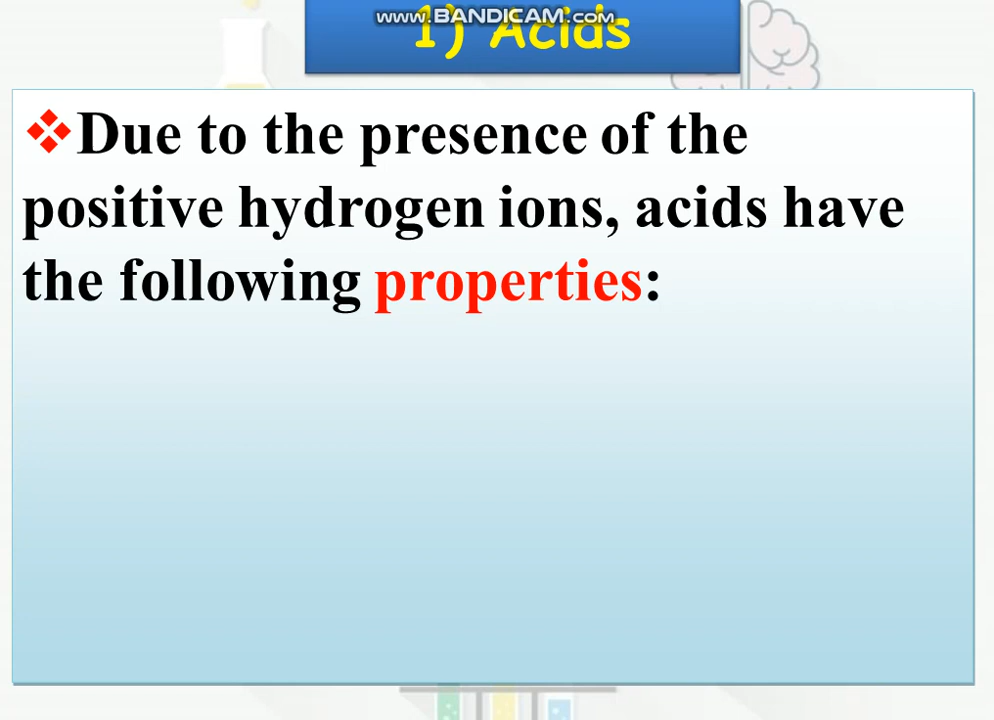 www.BANDICAM.com
1) Acids
❖Due to the presence of the
positive hydrogen ions, acids have
the following properties: